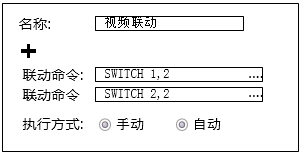 名称: 视频联动
+
联动命令: SWITCH 1,2 ....
联动命令 SWITCH 2,2 ....
执行方式: 手动 自动